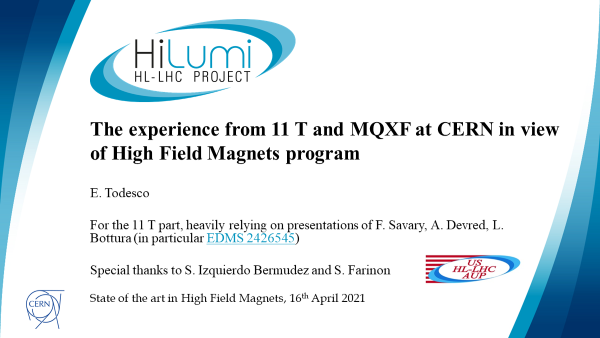 HiLumi
HL-LHC PROJECT
The experience from 11 T and MQXF at CERN in view
of High Field Magnets program
E. Todesco
For the 11 T part, heavily relying on presentations of F. Savary, A. Devred, L.
Bottura (in particular EDMS 2426545)
Special thanks to S. Izquierdo Bermudez and S. Farinon
US
HL-LHC
AUP
CERN
State of the art in High Field Magnets, 16th April 2021